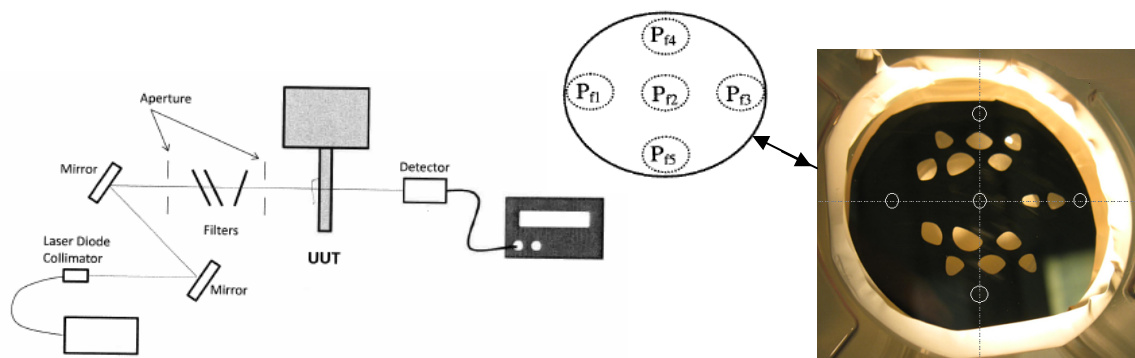 Aperture
Mirror
Filters
Laser Diode
Collimator
Mirror
UUT
Detector
Pf4
Pf1
Pf2
Pf3
Pf5